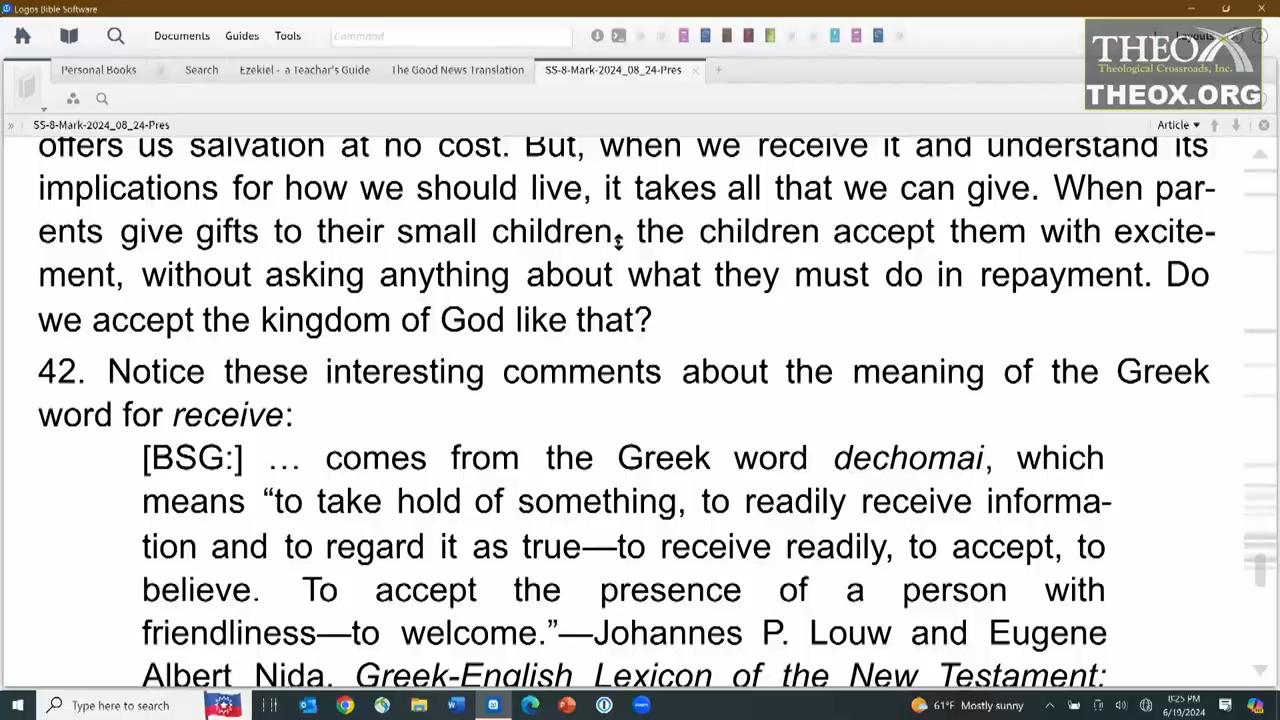 Logos Bible Software
Documents Guides Tools Command
THEOX
Theological Crossroads, Inc.
THEOX.ORG
Personal Books Search Ezekiel - a Teacher's Guide SS-8-Mark-2024_08_24-Pres
SS-8-Mark-2024_08_24-Pres Article
offers us salvation at no cost. But, when we receive it and understand its
implications for how we should live, it takes all that we can give. When par-
ents give gifts to their small children, the children accept them with excite-
ment, without asking anything about what they must do in repayment. Do
we accept the kingdom of God like that?
42. Notice these interesting comments about the meaning of the Greek
word for receive:
[BSG:] … comes from the Greek word dechomai, which
means “to take hold of something, to readily receive informa-
tion and to regard it as true—to receive readily, to accept, to
believe. To accept the presence of a person with
friendliness—to welcome.”—Johannes P. Louw and Eugene
Albert Nida, Greek-English Lexicon of the New Testament:
Type here to search 61°F Mostly sunny 8:25 PM
6/19/2024